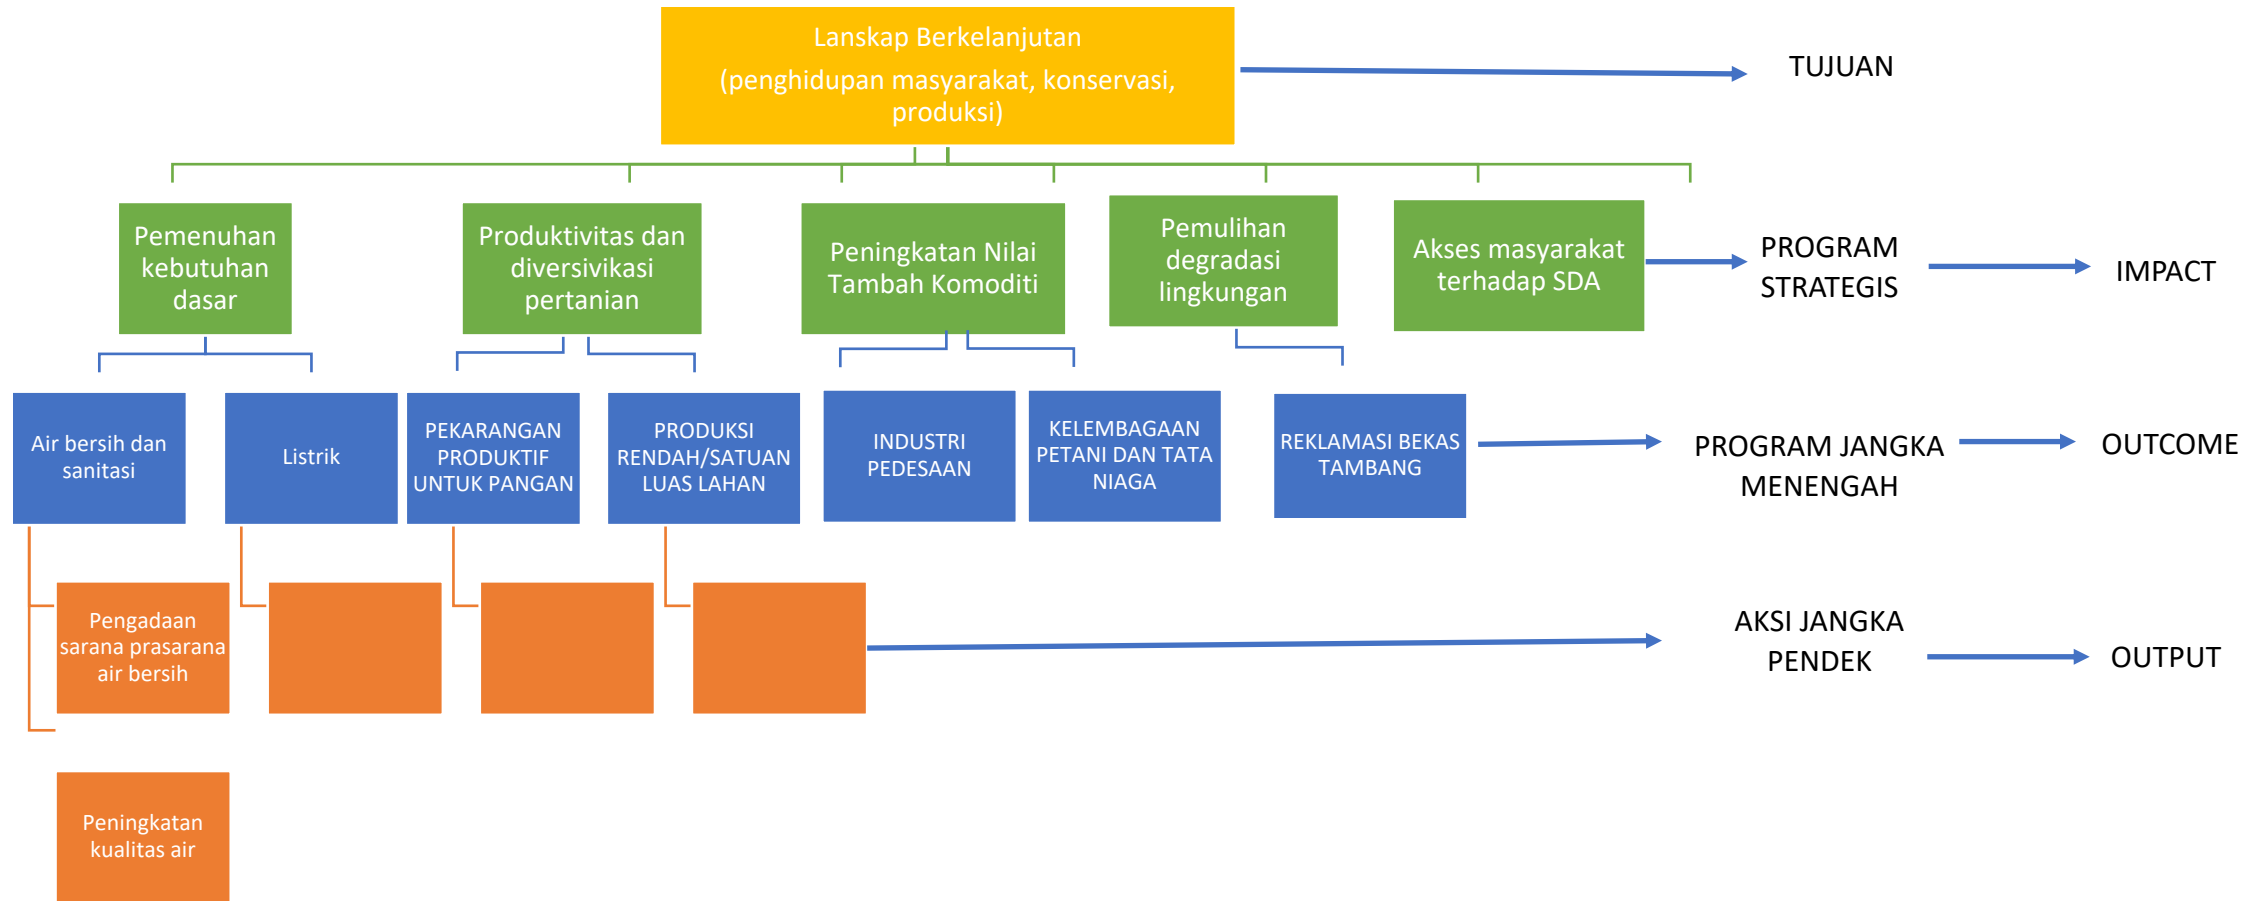 Lanskap Berkelanjutan
(penghidupan masyarakat, konservasi,
produksi)
TUJUAN
Pemenuhan
kebutuhan
dasar
Produktivitas dan
diversivikasi
pertanian
Peningkatan Nilai
Tambah Komoditi
Pemulihan
degradasi
lingkungan
Akses masyarakat
terhadap SDA
PROGRAM
STRATEGIS
IMPACT
Air bersih dan
sanitasi
Listrik
PEKARANGAN
PRODUKTIF
UNTUK PANGAN
PRODUKSI
RENDAH/SATUAN
LUAS LAHAN
INDUSTRI
PEDESAAN
KELEMBAGAAN
PETANI DAN TATA
NIAGA
REKLAMASI BEKAS
TAMBANG
PROGRAM JANGKA
MENENGAH
OUTCOME
Pengadaan
sarana prasarana
air bersih
AKSI JANGKA
PENDEK
OUTPUT
Peningkatan
kualitas air